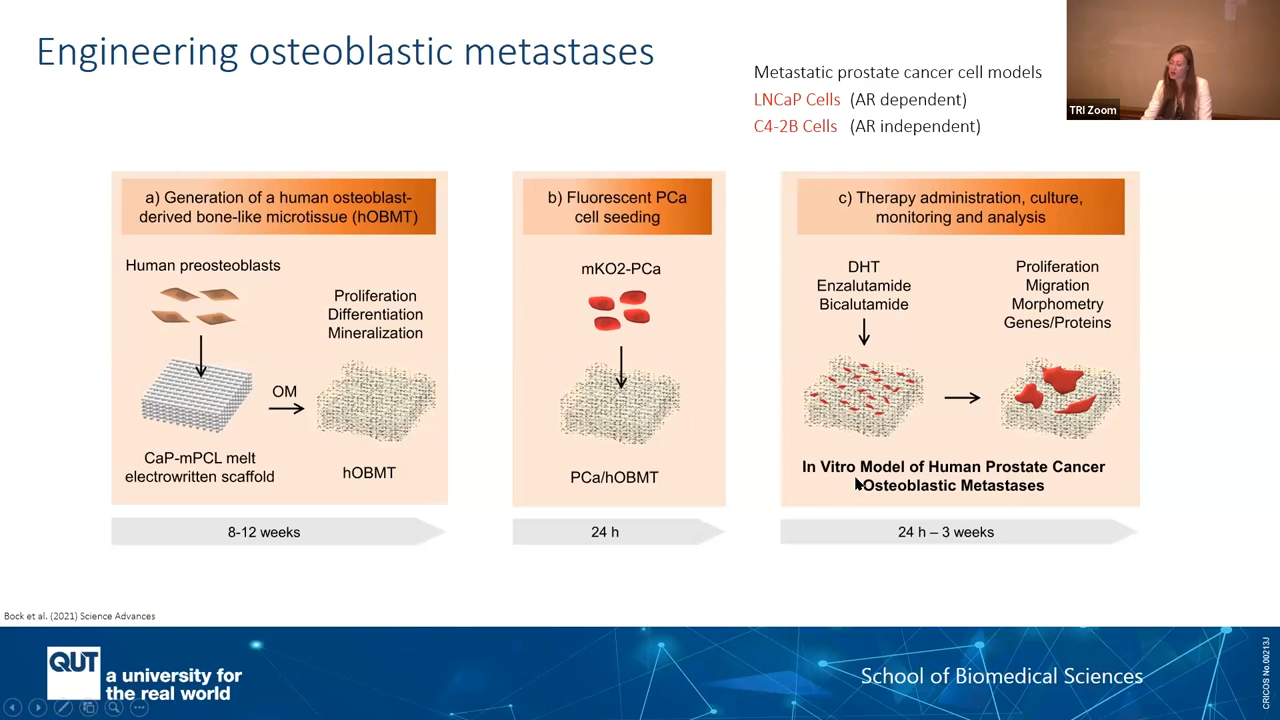 Engineering osteoblastic metastases
Metastatic prostate cancer cell models
LNCaP Cells (AR dependent)
C4-2B Cells (AR independent)
TRI Zoom
a) Generation of a human osteoblast-
derived bone-like microtissue (hOBMT)
Human preosteoblasts
Proliferation
Differentiation
Mineralization
OM
CaP-mPCL melt
electrowritten scaffold
hOBMT
8-12 weeks
b) Fluorescent PCa
cell seeding
mKO2-PCa
PCa/hOBMT
24 h
c) Therapy administration, culture,
monitoring and analysis
DHT
Enzalutamide
Bicalutamide
Proliferation
Migration
Morphometry
Genes/Proteins
In Vitro Model of Human Prostate Cancer
Osteoblastic Metastases
24 h – 3 weeks
Bock et al. (2021) Science Advances
QUT
a university for
the real world
School of Biomedical Sciences
CRICOS No.00213J